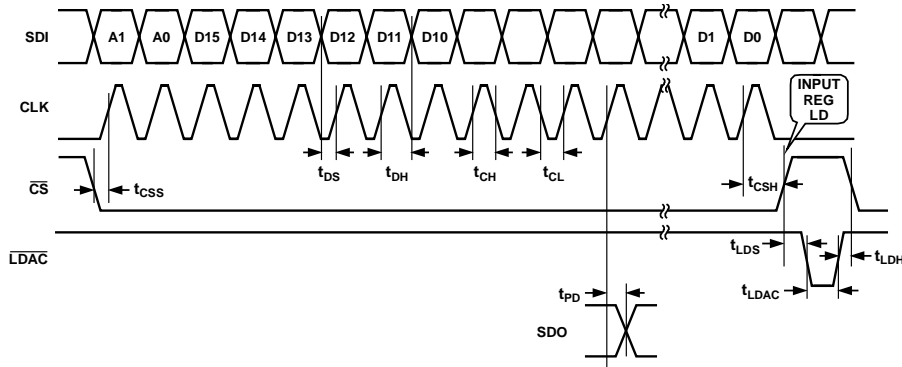 SDI A1 A0 D15 D14 D13 D12 D11 D10 D1 D0
CLK
INPUT
REG
LD
tDS tDH tCH tCL
CS tCSS tCSH
LDAC
tLDS tLDH
tLDAC
tPD
SDO